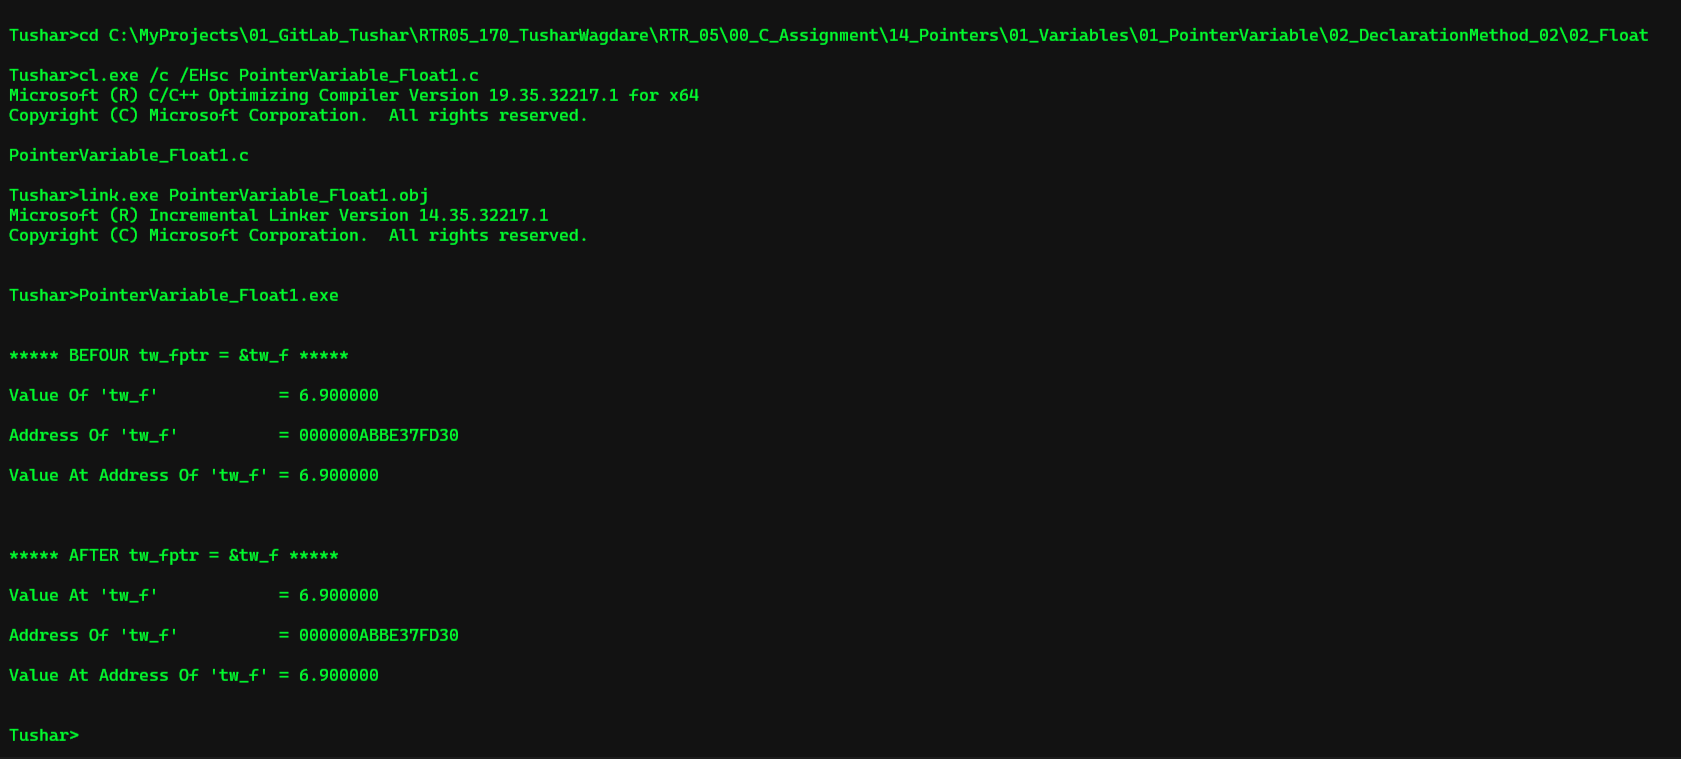 Tushar>cd C:\MyProjects\01_GitLab_Tushar\RTR05_170_TusharWagdare\RTR_05\00_C_Assignment\14_Pointers\01_Variables\01_PointerVariable\02_DeclarationMethod_02\02_Float
Tushar>cl.exe /c /EHsc PointerVariable_Float1.c
Microsoft (R) C/C++ Optimizing Compiler Version 19.35.32217.1 for x64
Copyright (C) Microsoft Corporation.  All rights reserved.
PointerVariable_Float1.c
Tushar>link.exe PointerVariable_Float1.obj
Microsoft (R) Incremental Linker Version 14.35.32217.1
Copyright (C) Microsoft Corporation.  All rights reserved.
Tushar>PointerVariable_Float1.exe
***** BEFOUR tw_fptr = &tw_f *****
Value Of 'tw_f'            = 6.900000
Address Of 'tw_f'          = 000000ABBE37FD30
Value At Address Of 'tw_f' = 6.900000
***** AFTER tw_fptr = &tw_f *****
Value At 'tw_f'            = 6.900000
Address Of 'tw_f'          = 000000ABBE37FD30
Value At Address Of 'tw_f' = 6.900000
Tushar>